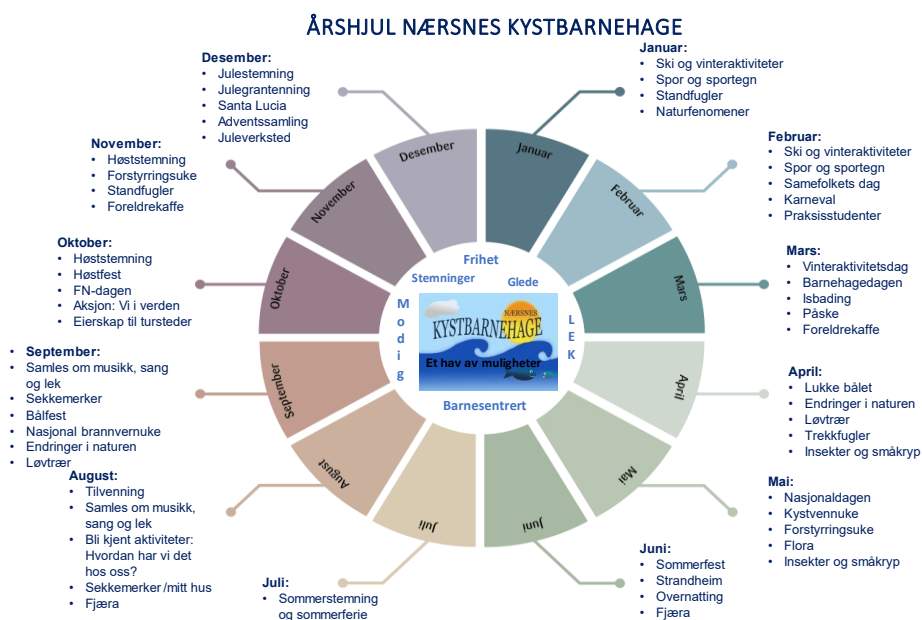 ÅRSHJUL NÆRSNES KYSTBARNEHAGE
Januar:
• Ski og vinteraktiviteter
• Spor og sportegn
• Standfugler
• Naturfenomener
Februar:
• Ski og vinteraktiviteter
• Spor og sportegn
• Samefolkets dag
• Karneval
• Praksisstudenter
Mars:
• Vinteraktivitetsdag
• Barnehagedagen
• Isbading
• Påske
• Foreldrekaffe
April:
• Lukke bålet
• Endringer i naturen
• Løvtrær
• Trekkfugler
• Insekter og småkryp
Mai:
• Nasjonaldagen
• Kystvennuke
• Forstyrringsuke
• Flora
• Insekter og småkryp
Juni:
• Sommerfest
• Strandheim
• Overnatting
• Fjæra
Juli:
• Sommerstemning
og sommerferie
August:
• Tilvenning
• Samles om musikk,
sang og lek
• Bli kjent aktiviteter:
Hvordan har vi det
hos oss?
• Sekkemerker/mitt hus
• Fjæra
• September:
• Samles om musikk, sang
og lek
• Sekkemerker
• Bålfest
• Nasjonal brannvernuke
• Endringer i naturen
• Løvtrær
Oktober:
• Høststemning
• Høstfest
• FN-dagen
• Aksjon: Vi i verden
• Eierskap til tursteder
November:
• Høststemning
• Forstyrringsuke
• Standfugler
• Foreldrekaffe
Desember:
• Julestemning
• Julegrantenning
• Santa Lucia
• Adventssamling
• Juleverksted
Januar
Februar
Mars
April
Mai
Juni
Juli
August
September
Oktober
November
Desember
Frihet
Stemninger
Glede
Modig
LEK
NÆRSNES
KYSTBARNEHAGE
Et hav av muligheter
Barnesentrert